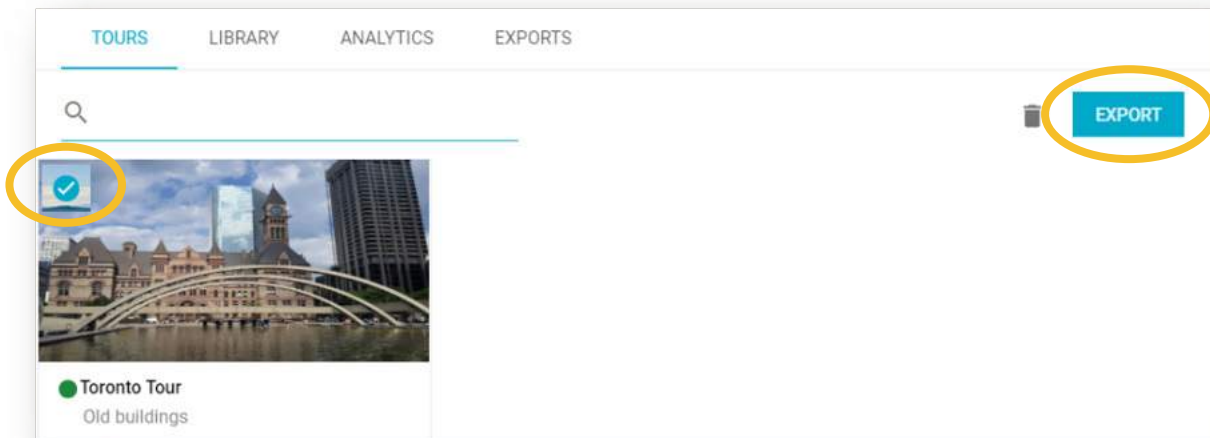 TOURS LIBRARY ANALYTICS EXPORTS
EXPORT
Toronto Tour
Old buildings